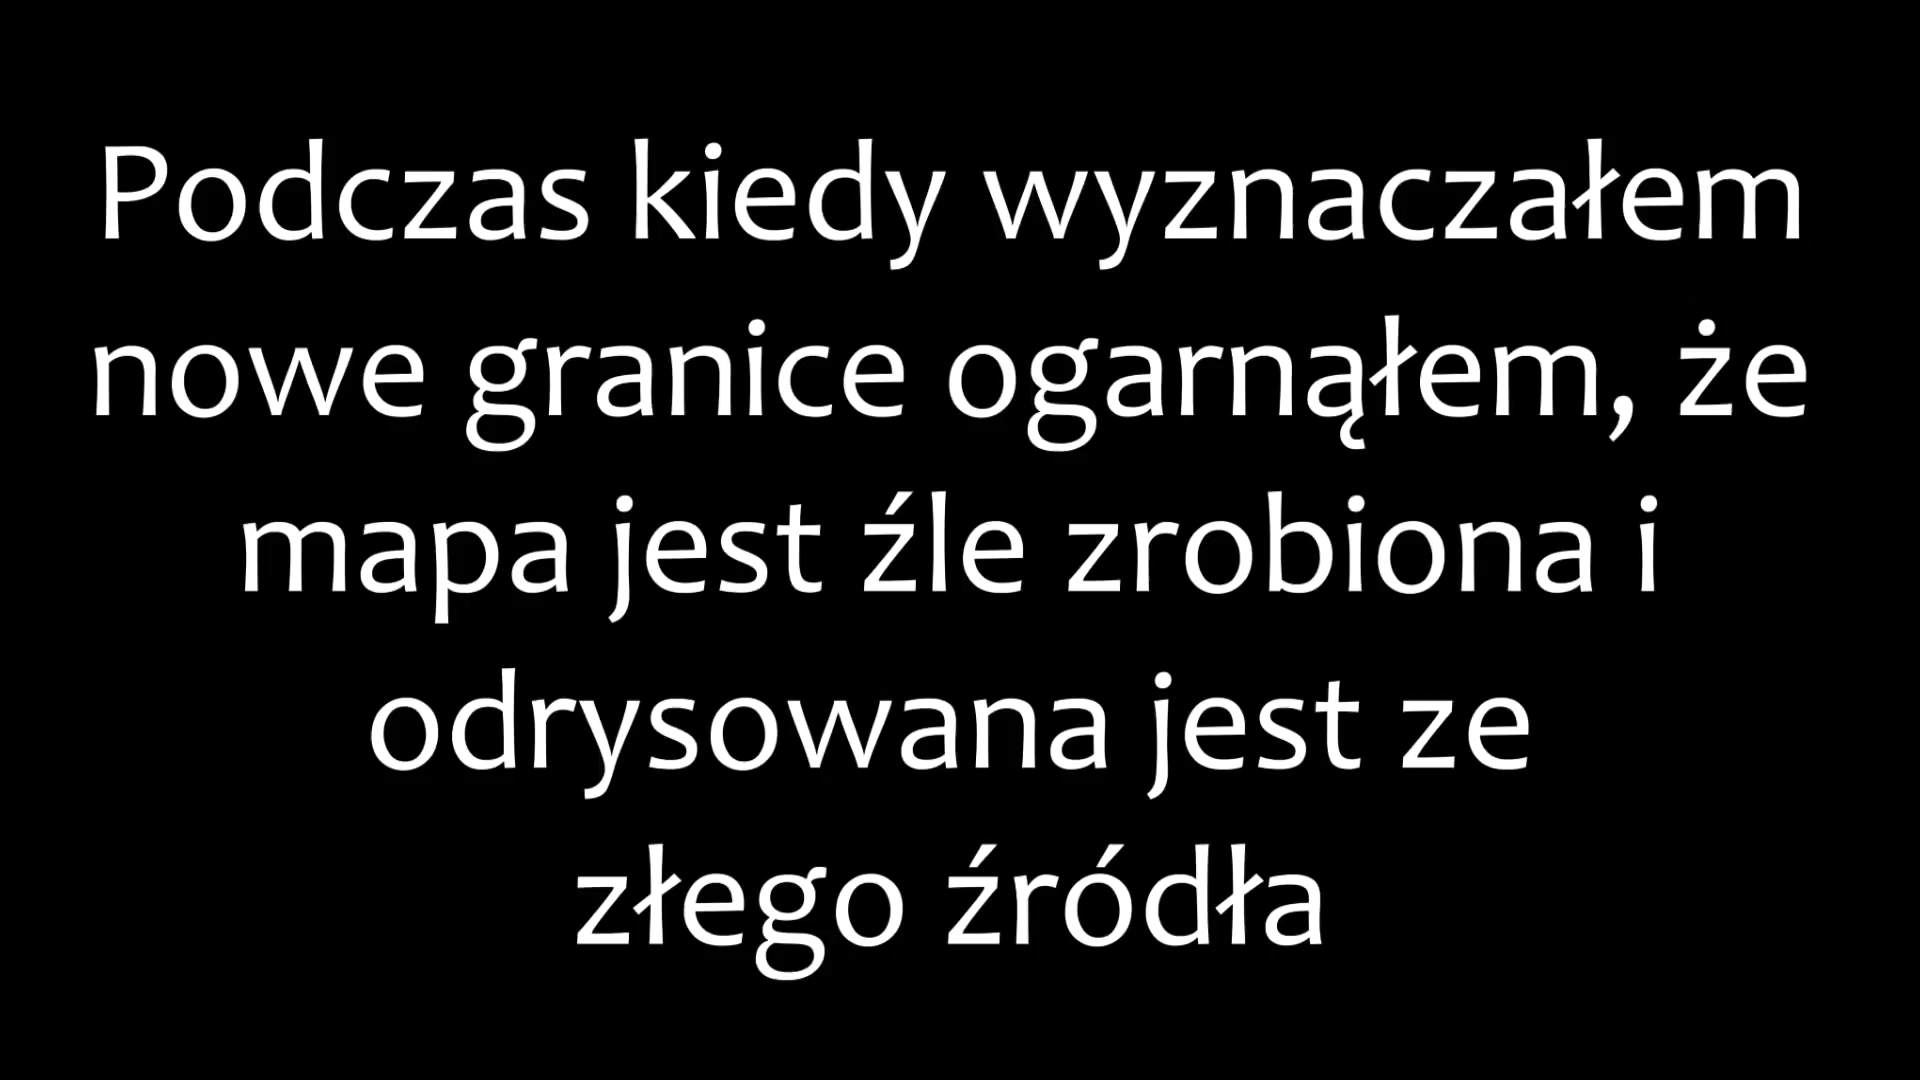 Podczas kiedy wyznaczałem
nowe granice ogarnąłem, że
mapa jest źle zrobiona i
odrysowana jest ze
złego źródła